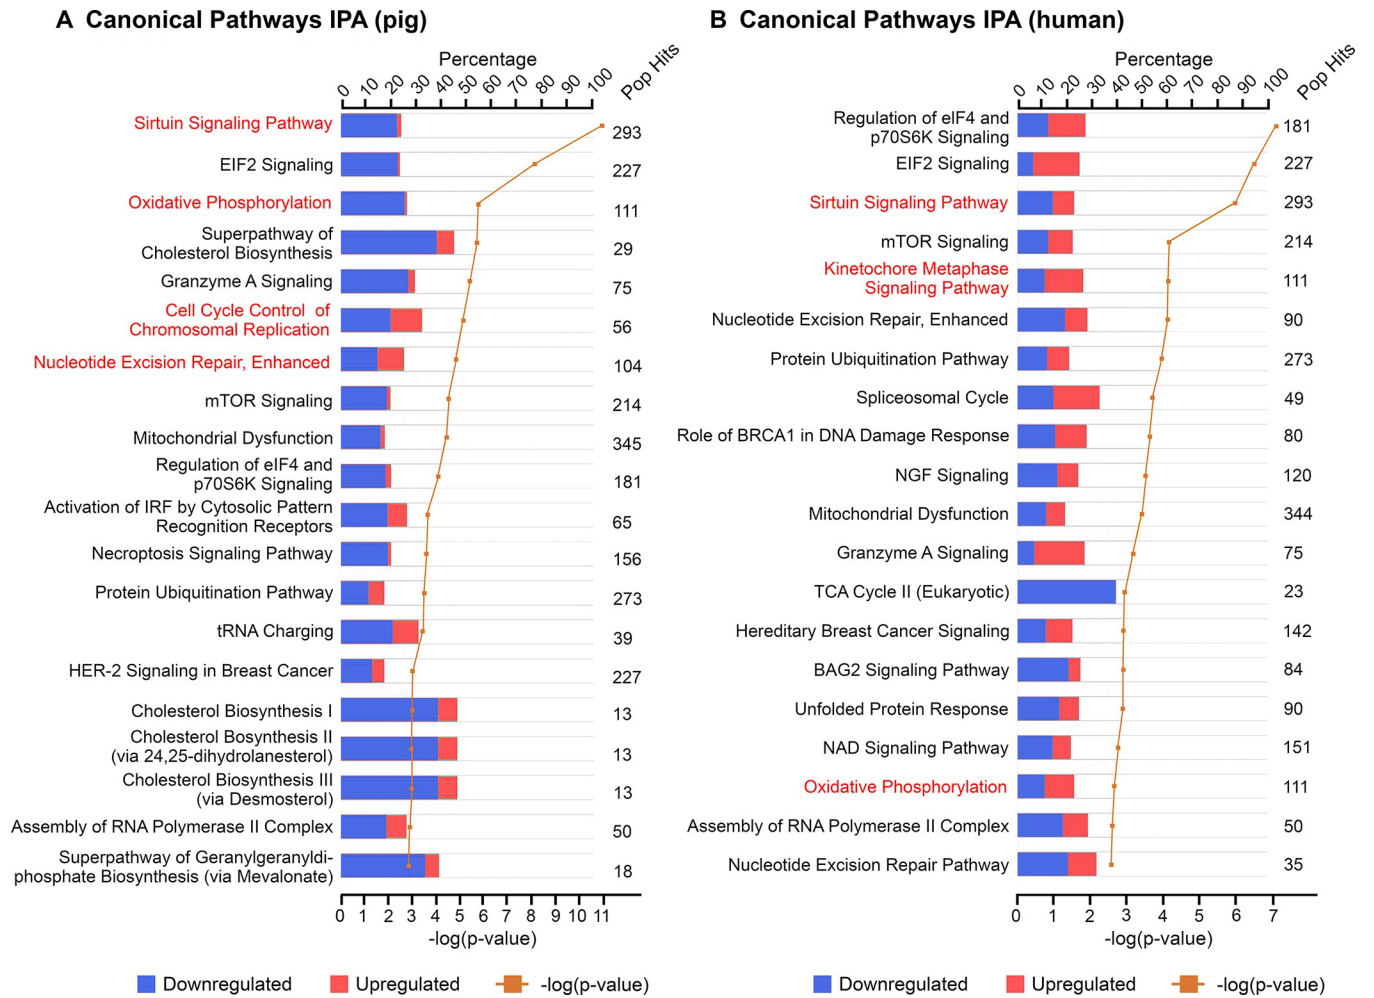 A Canonical Pathways IPA (pig)
Percentage
0 10 20 30 40 50 60 70 80 90 100 Pop Hits
Sirtuin Signaling Pathway 293
EIF2 Signaling 227
Oxidative Phosphorylation 111
Superpathway of
Cholesterol Biosynthesis 29
Granzyme A Signaling 75
Cell Cycle Control of
Chromosomal Replication 56
Nucleotide Excision Repair, Enhanced 104
mTOR Signaling 214
Mitochondrial Dysfunction 345
Regulation of eIF4 and
p70S6K Signaling 181
Activation of IRF by Cytosolic Pattern
Recognition Receptors 65
Necroptosis Signaling Pathway 156
Protein Ubiquitination Pathway 273
tRNA Charging 39
HER-2 Signaling in Breast Cancer 227
Cholesterol Biosynthesis I 13
Cholesterol Bosynthesis II
(via 24,25-dihydrolanesterol) 13
Cholesterol Biosynthesis III
(via Desmosterol) 13
Assembly of RNA Polymerase II Complex 50
Superpathway of Geranylgeranyldi-
phosphate Biosynthesis (via Mevalonate) 18
0 1 2 3 4 5 6 7 8 9 10 11
-log(p-value)
Downregulated Upregulated -log(p-value)
B Canonical Pathways IPA (human)
Percentage
0 10 20 30 40 50 60 70 80 90 100 Pop Hits
Regulation of eIF4 and
p70S6K Signaling 181
EIF2 Signaling 227
Sirtuin Signaling Pathway 293
mTOR Signaling 214
Kinetochore Metaphase
Signaling Pathway 111
Nucleotide Excision Repair, Enhanced 90
Protein Ubiquitination Pathway 273
Spliceosomal Cycle 49
Role of BRCA1 in DNA Damage Response 80
NGF Signaling 120
Mitochondrial Dysfunction 344
Granzyme A Signaling 75
TCA Cycle II (Eukaryotic) 23
Hereditary Breast Cancer Signaling 142
BAG2 Signaling Pathway 84
Unfolded Protein Response 90
NAD Signaling Pathway 151
Oxidative Phosphorylation 111
Assembly of RNA Polymerase II Complex 50
Nucleotide Excision Repair Pathway 35
0 1 2 3 4 5 6 7
-log(p-value)
Downregulated Upregulated -log(p-value)